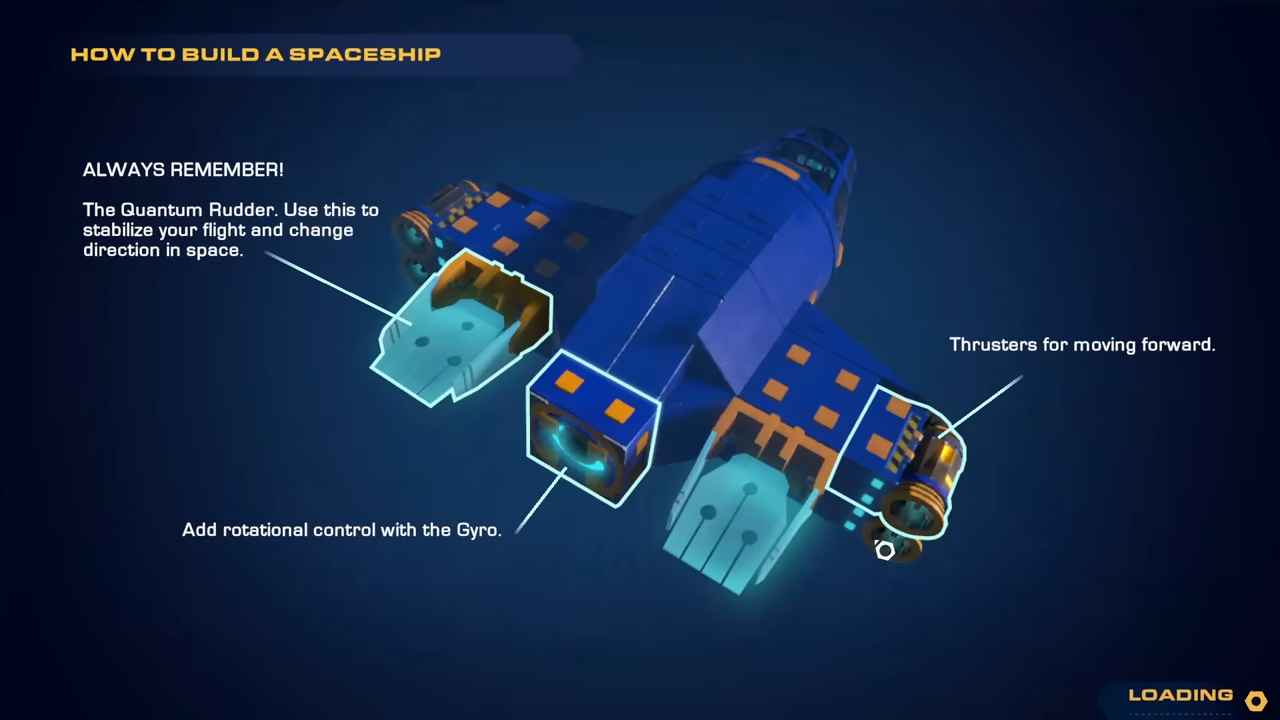 HOW TO BUILD A SPACESHIP
ALWAYS REMEMBER!
The Quantum Rudder. Use this to
stabilize your flight and change
direction in space.
Thrusters for moving forward.
Add rotational control with the Gyro.
LOADING